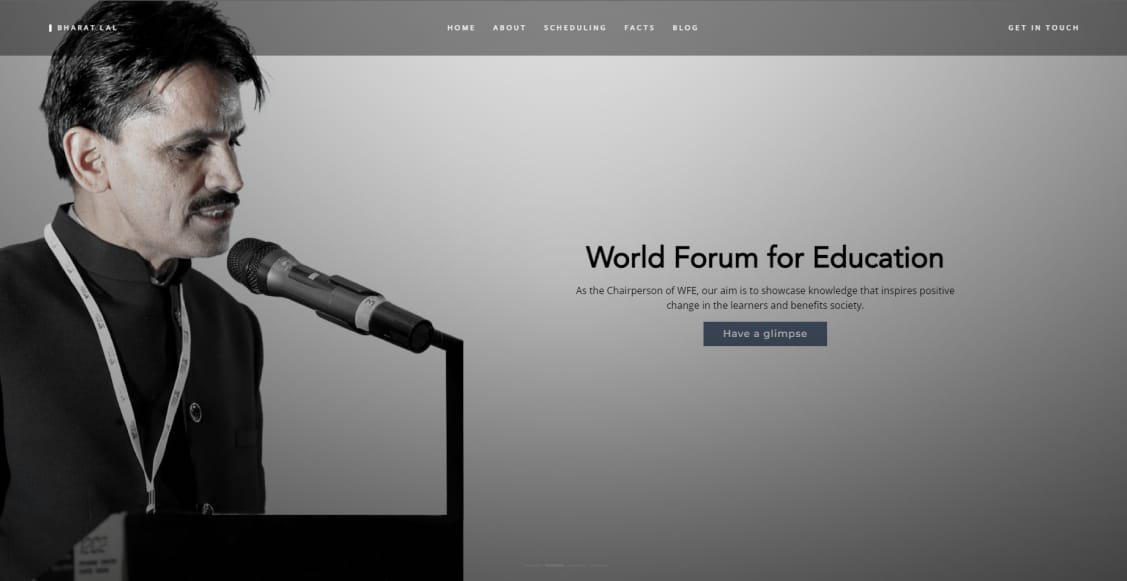 BHARAT LAL
HOME ABOUT SCHEDULING FACTS BLOG
GET IN TOUCH
World Forum for Education
As the Chairperson of WFE, our aim is to showcase knowledge that inspires positive
change in the learners and benefits society.
Have a glimpse
3